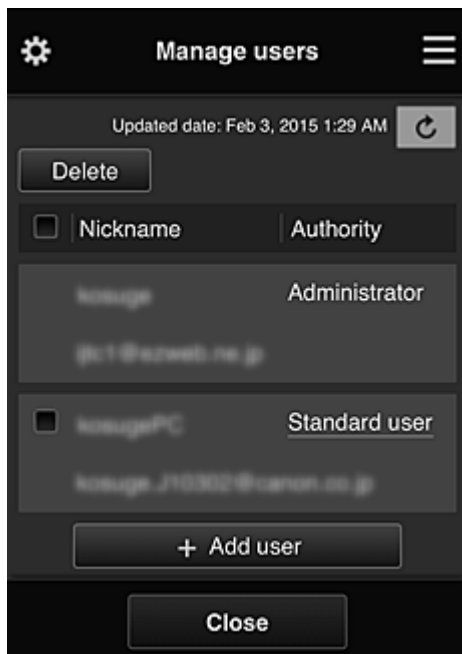 Manage users
Updated date: Feb 3, 2015 1:29 AM
Delete
Nickname Authority
Administrator
Standard user
+ Add user
Close